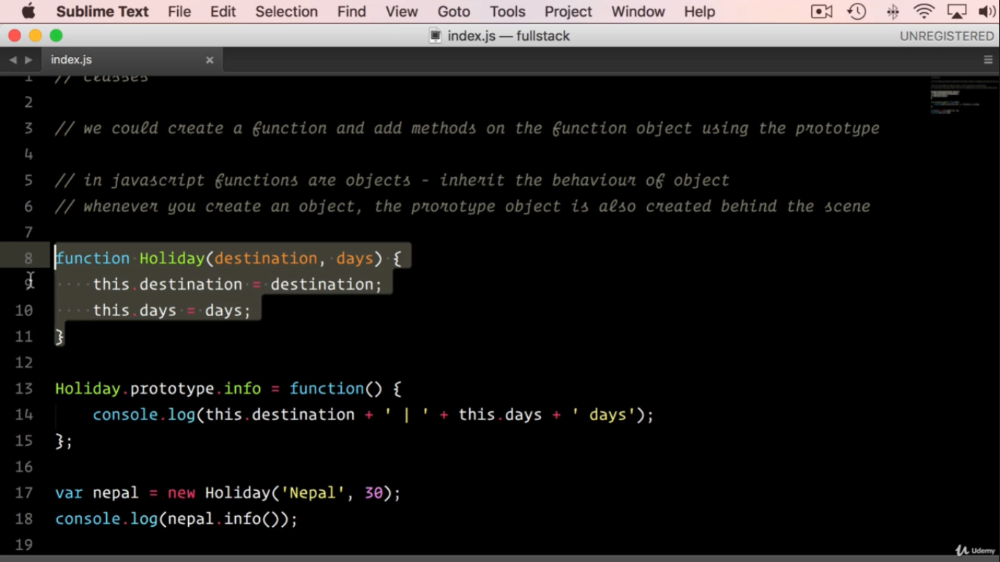 Sublime Text File Edit Selection Find View Goto Tools Project Window Help
index.js — fullstack UNREGISTERED
index.js
1 // classes
2
3 // we could create a function and add methods on the function object using the prototype
4
5 // in javascript functions are objects - inherit the behaviour of object
6 // whenever you create an object, the prorotype object is also created behind the scene
7
8 function Holiday(destination, days) {
9 this.destination = destination;
10 this.days = days;
11 }
12
13 Holiday.prototype.info = function() {
14 console.log(this.destination + ' | ' + this.days + ' days');
15 };
16
17 var nepal = new Holiday('Nepal', 30);
18 console.log(nepal.info());
19
Udemy